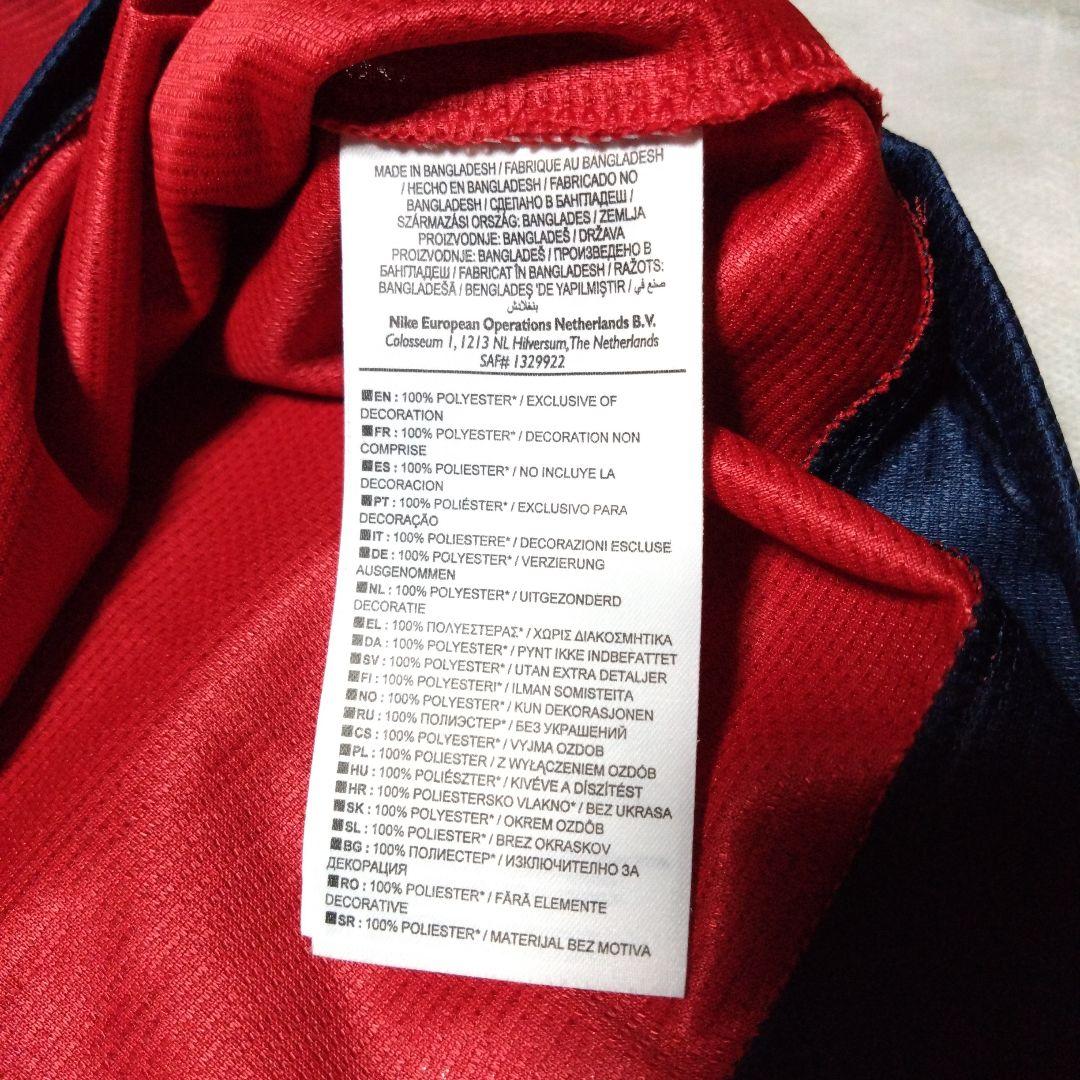 MADE IN BANGLADESH / FABRIQUE AU BANGLADESH
/ HECHO EN BANGLADESH / FABRICADO NO
BANGLADESH / СДЕЛАНО В БАНГЛАДЕШ /
SZÁRMAZÁSI ORSZÁG: BANGLADES / ZEMLJA
PROIZVODNJE: BANGLADEŠ / DRŽAVA
PROIZVODNJE: BANGLADEŠ / ПРОИЗВЕДЕНО В
БАНГЛАДЕШ / FABRICAT ÎN BANGLADESH / RAŽOTS:
BANGLADEŠĀ / BENGLADEŞ 'DE YAPILMIŞTIR / صنع في
بنغلادش
Nike European Operations Netherlands B.V.
Colosseum 1, 1213 NL Hilversum, The Netherlands
SAF# 1329922
EN : 100% POLYESTER* / EXCLUSIVE OF
DECORATION
FR : 100% POLYESTER* / DECORATION NON
COMPRISE
ES : 100% POLIESTER* / NO INCLUYE LA
DECORACION
PT : 100% POLIÉSTER* / EXCLUSIVO PARA
DECORAÇÃO
IT : 100% POLIESTERE* / DECORAZIONI ESCLUSE
DE : 100% POLYESTER* / VERZIERUNG
AUSGENOMMEN
NL : 100% POLYESTER* / UITGEZONDERD
DECORATIE
EL : 100% ΠΟΛΥΕΣΤΕΡΑΣ* / ΧΩΡΙΣ ΔΙΑΚΟΣΜΗΤΙΚΑ
DA : 100% POLYESTER* / PYNT IKKE INDBEFATTET
SV : 100% POLYESTER* / UTAN EXTRA DETALJER
FI : 100% POLYESTERI* / ILMAN SOMISTEITA
NO : 100% POLYESTER* / KUN DEKORASJONEN
RU : 100% ПОЛИЭСТЕР* / БЕЗ УКРАШЕНИЙ
CS : 100% POLYESTER* / VYJMA OZDOB
PL : 100% POLIESTER / Z WYŁĄCZENIEM OZDÓB
HU : 100% POLIÉSZTER* / KIVÉVE A DÍSZÍTÉST
HR : 100% POLIESTERSKO VLAKNO* / BEZ UKRASA
SK : 100% POLYESTER* / OKREM OZDÔB
SL : 100% POLIESTER* / BREZ OKRASKOV
BG : 100% ПОЛИЕСТЕР* / ИЗКЛЮЧИТЕЛНО ЗА
ДЕКОРАЦИЯ
RO : 100% POLIESTER* / FĂRĂ ELEMENTE
DECORATIVE
SR : 100% POLIESTER* / MATERIJAL BEZ MOTIVA